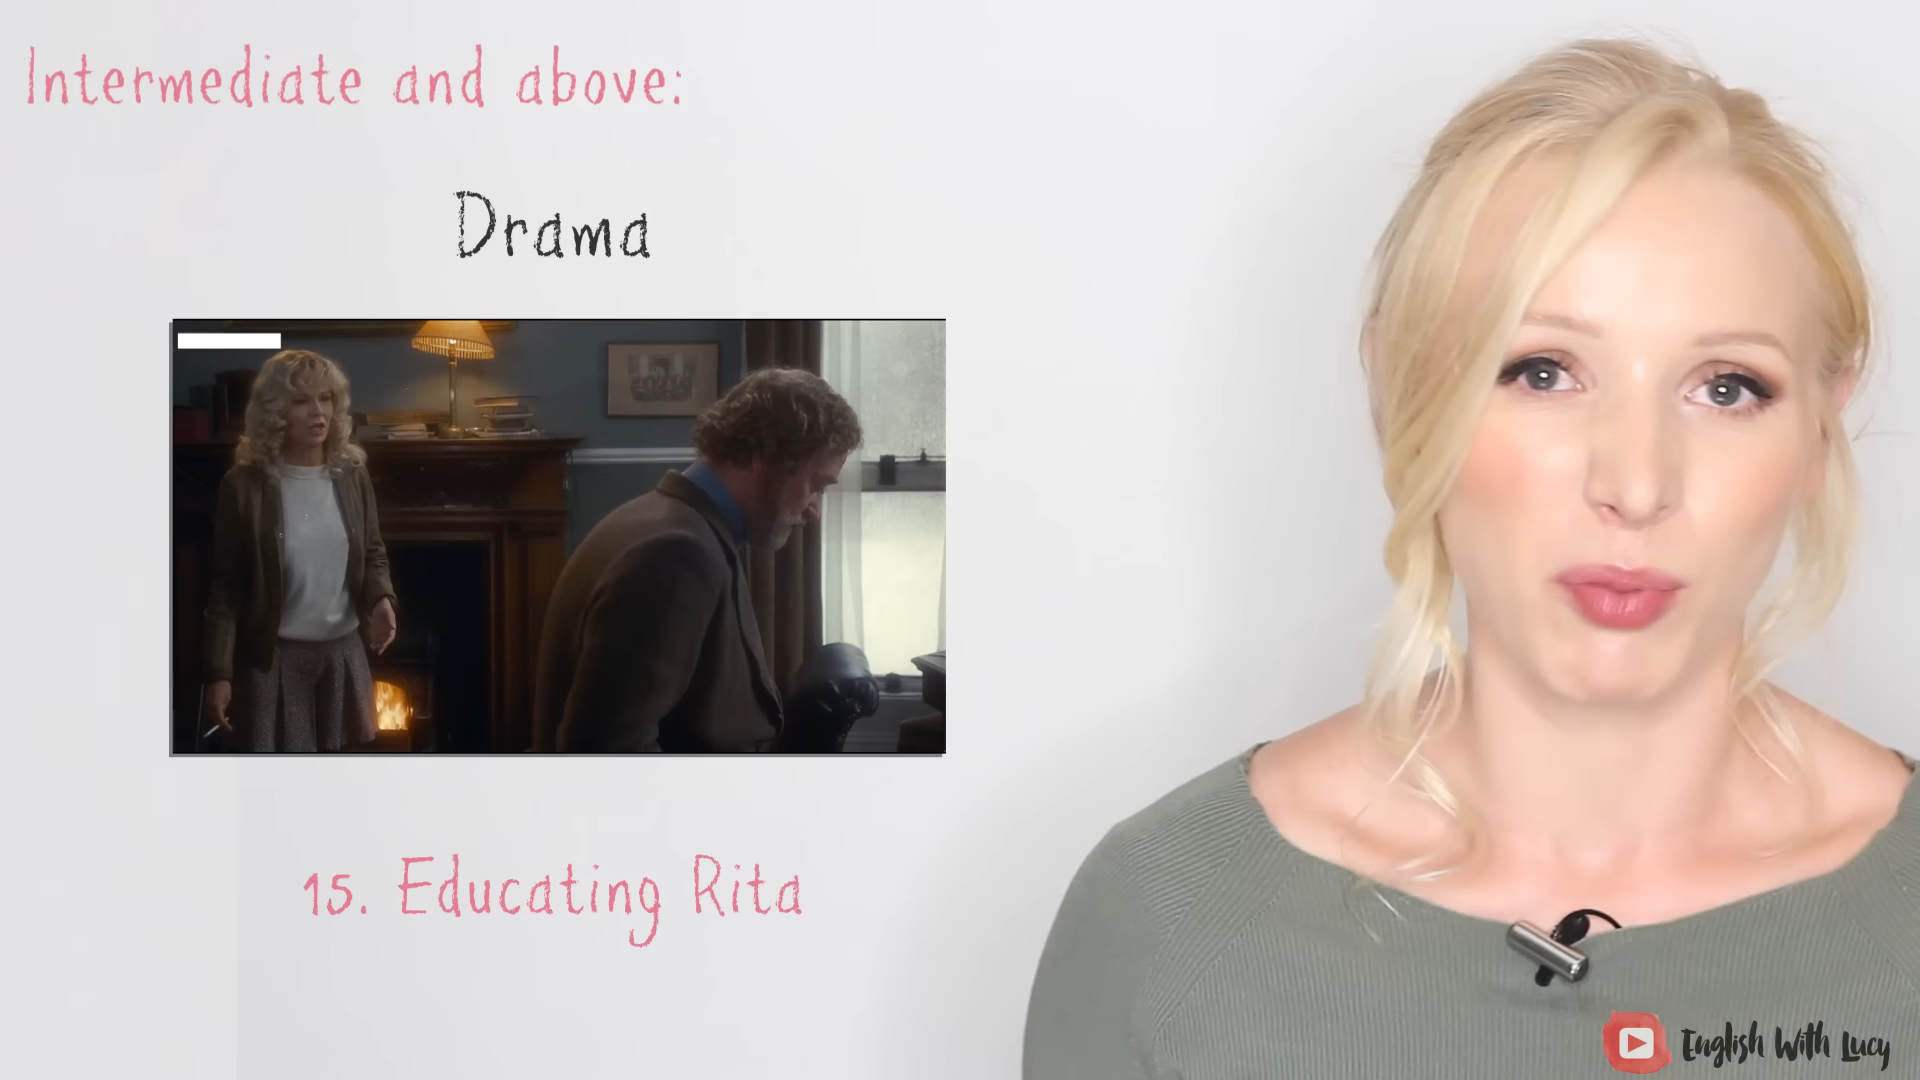 Intermediate and above:
Drama
15. Educating Rita
English With Lucy